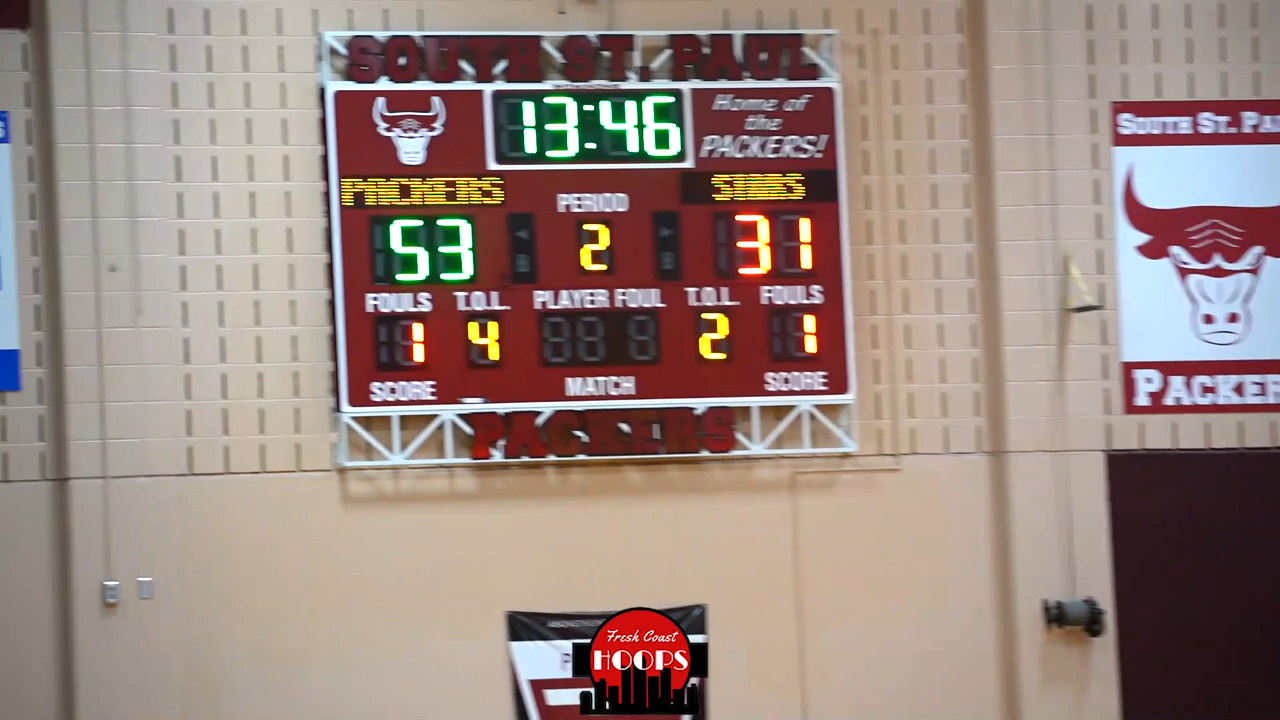 SOUTH ST. PAUL
13:46
Home of
the
PACKERS!
PACKERS
STARS
PERIOD
53
2
31
FOULS
T.O.L.
PLAYER FOUL
T.O.L.
FOULS
1
4
2
1
SCORE
MATCH
SCORE
PACKERS
SOUTH ST. PA
PACKER
Fresh Coast
HOOPS